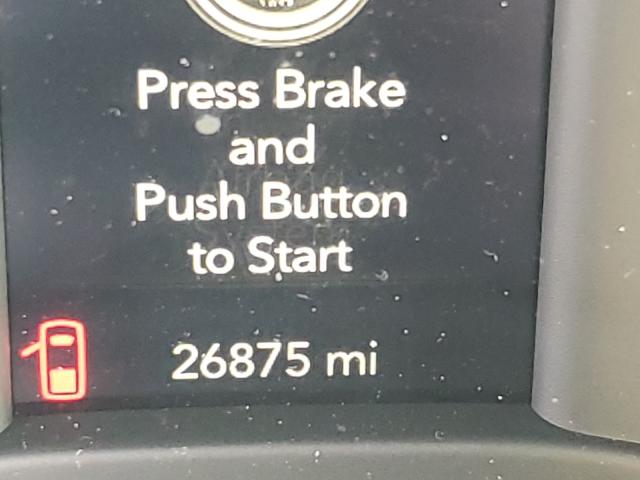 Press Brake
and
Push Button
to Start
26875 mi